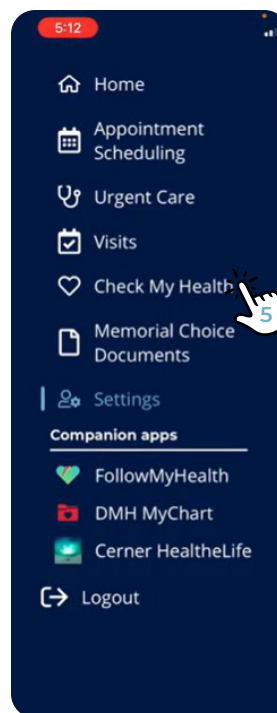 5:12
Home
Appointment
Scheduling
Urgent Care
Visits
Check My Health
5
Memorial Choice
Documents
Settings
Companion apps
FollowMyHealth
DMH MyChart
Cerner HealtheLife
Logout